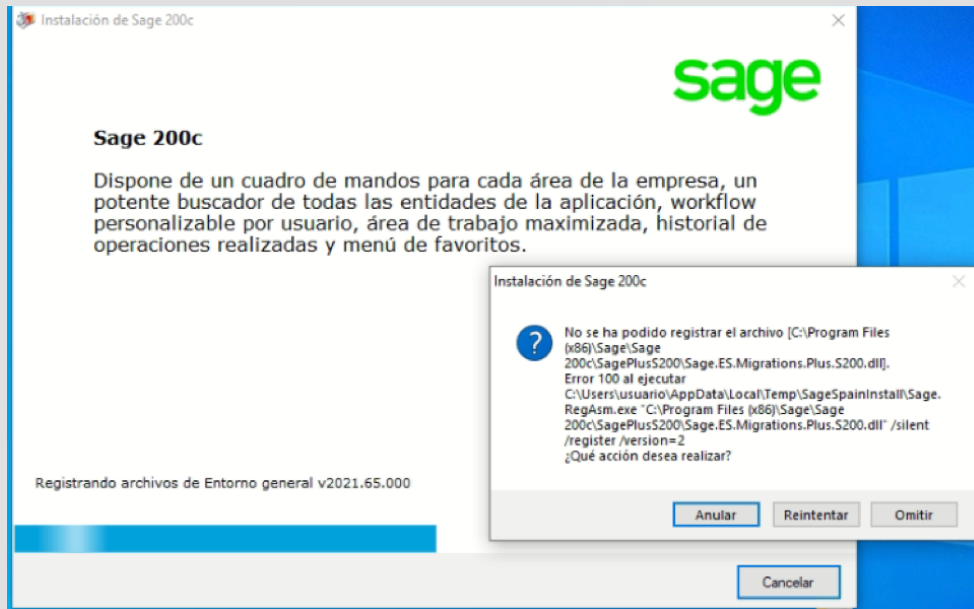 Instalación de Sage 200c
sage
Sage 200c
Dispone de un cuadro de mandos para cada área de la empresa, un
potente buscador de todas las entidades de la aplicación, workflow
personalizable por usuario, área de trabajo maximizada, historial de
operaciones realizadas y menú de favoritos.
Instalación de Sage 200c
No se ha podido registrar el archivo [C:\Program Files
(x86)\Sage\Sage
200c\SagePlusS200\Sage.ES.Migrations.Plus.S200.dll].
Error 100 al ejecutar
C:\Users\usuario\AppData\Local\Temp\SageSpainInstall\Sage.
RegAsm.exe "C:\Program Files (x86)\Sage\Sage
200c\SagePlusS200\Sage.ES.Migrations.Plus.S200.dll" /silent
/register /version=2
¿Qué acción desea realizar?
Anular Reintentar Omitir
Registrando archivos de Entorno general v2021.65.000
Cancelar